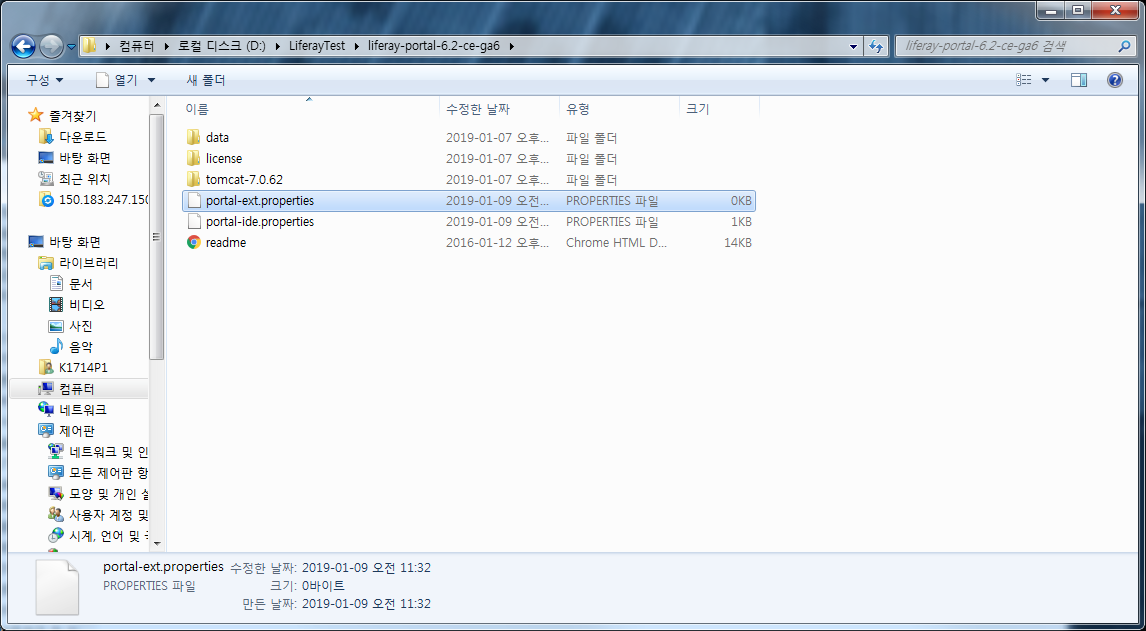 컴퓨터 로컬 디스크 (D:) LiferayTest liferay-portal-6.2-ce-ga6
liferay-portal-6.2-ce-ga6 검색
구성 열기 새 폴더
즐겨찾기
다운로드
바탕 화면
최근 위치
150.183.247.150
바탕 화면
라이브러리
문서
비디오
사진
음악
K1714P1
컴퓨터
네트워크
제어판
네트워크 및 인
모든 제어판 항
모양 및 개인 설
사용자 계정 및
시계, 언어 및
이름 수정한 날짜 유형 크기
data 2019-01-07 오후... 파일 폴더
license 2019-01-07 오후... 파일 폴더
tomcat-7.0.62 2019-01-07 오후... 파일 폴더
portal-ext.properties 2019-01-09 오전... PROPERTIES 파일 0KB
portal-ide.properties 2019-01-09 오전... PROPERTIES 파일 1KB
readme 2016-01-12 오후... Chrome HTML D... 14KB
portal-ext.properties 수정한 날짜: 2019-01-09 오전 11:32
PROPERTIES 파일 크기: 0바이트
만든 날짜: 2019-01-09 오전 11:32